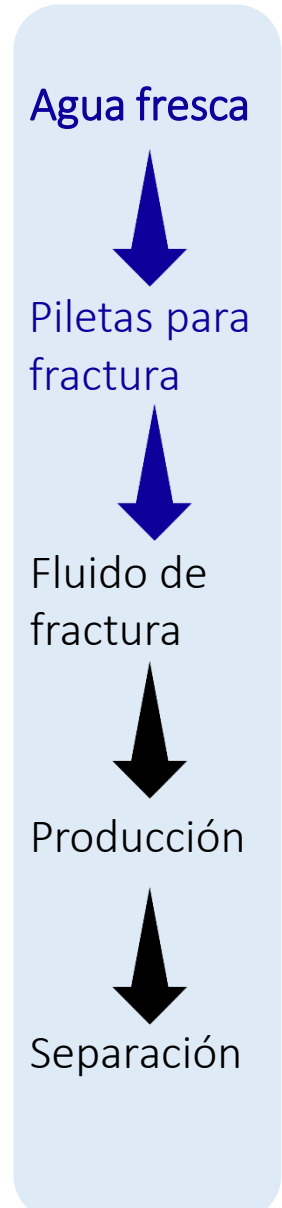 Agua fresca
Piletas para
fractura
Fluido de
fractura
Producción
Separación